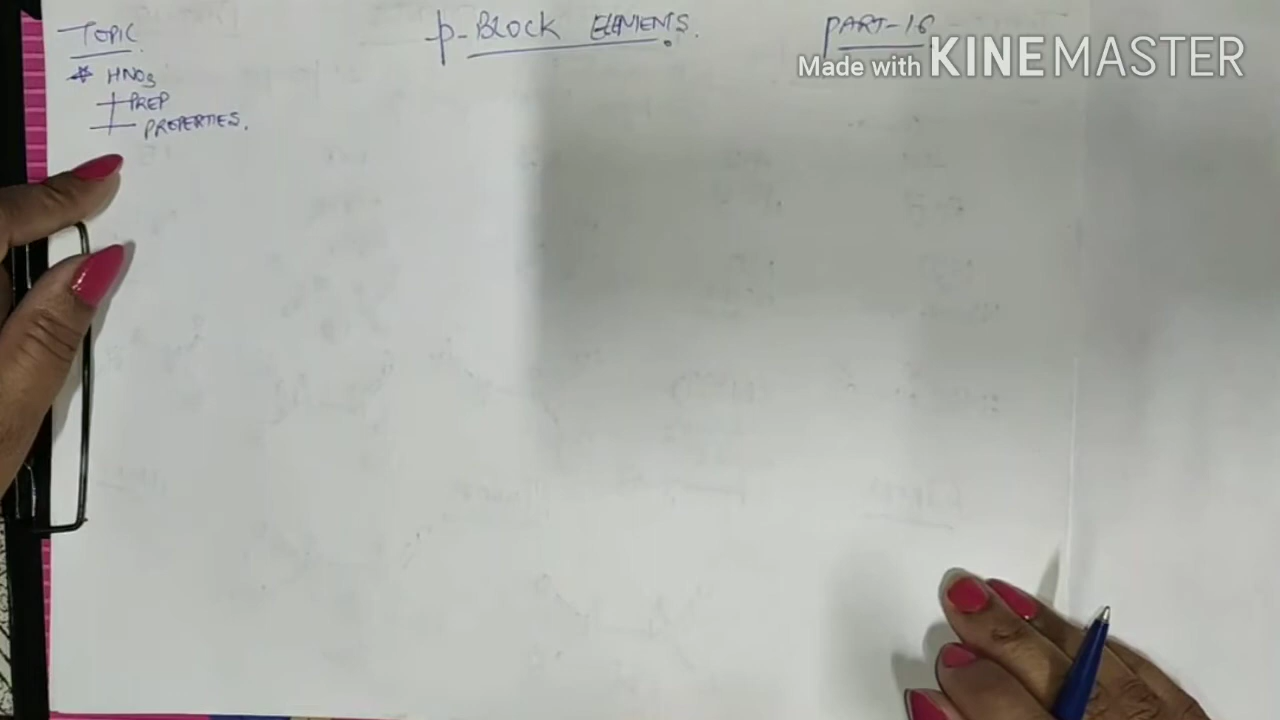 TOPIC.
p-BLOCK ELEMENTS.
PART-16
Made with KINEMASTER
* HNO3
PREP
PROPERTIES.